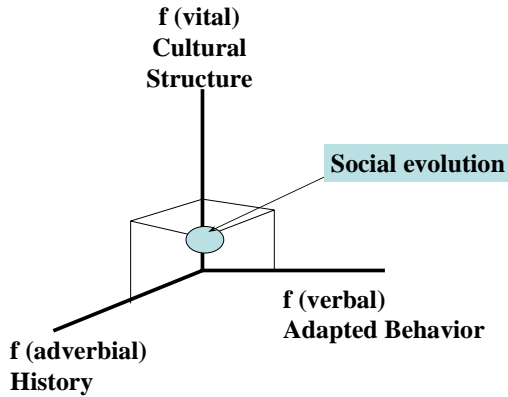 f (vital)
Cultural
Structure
Social evolution
f (verbal)
Adapted Behavior
f (adverbial)
History